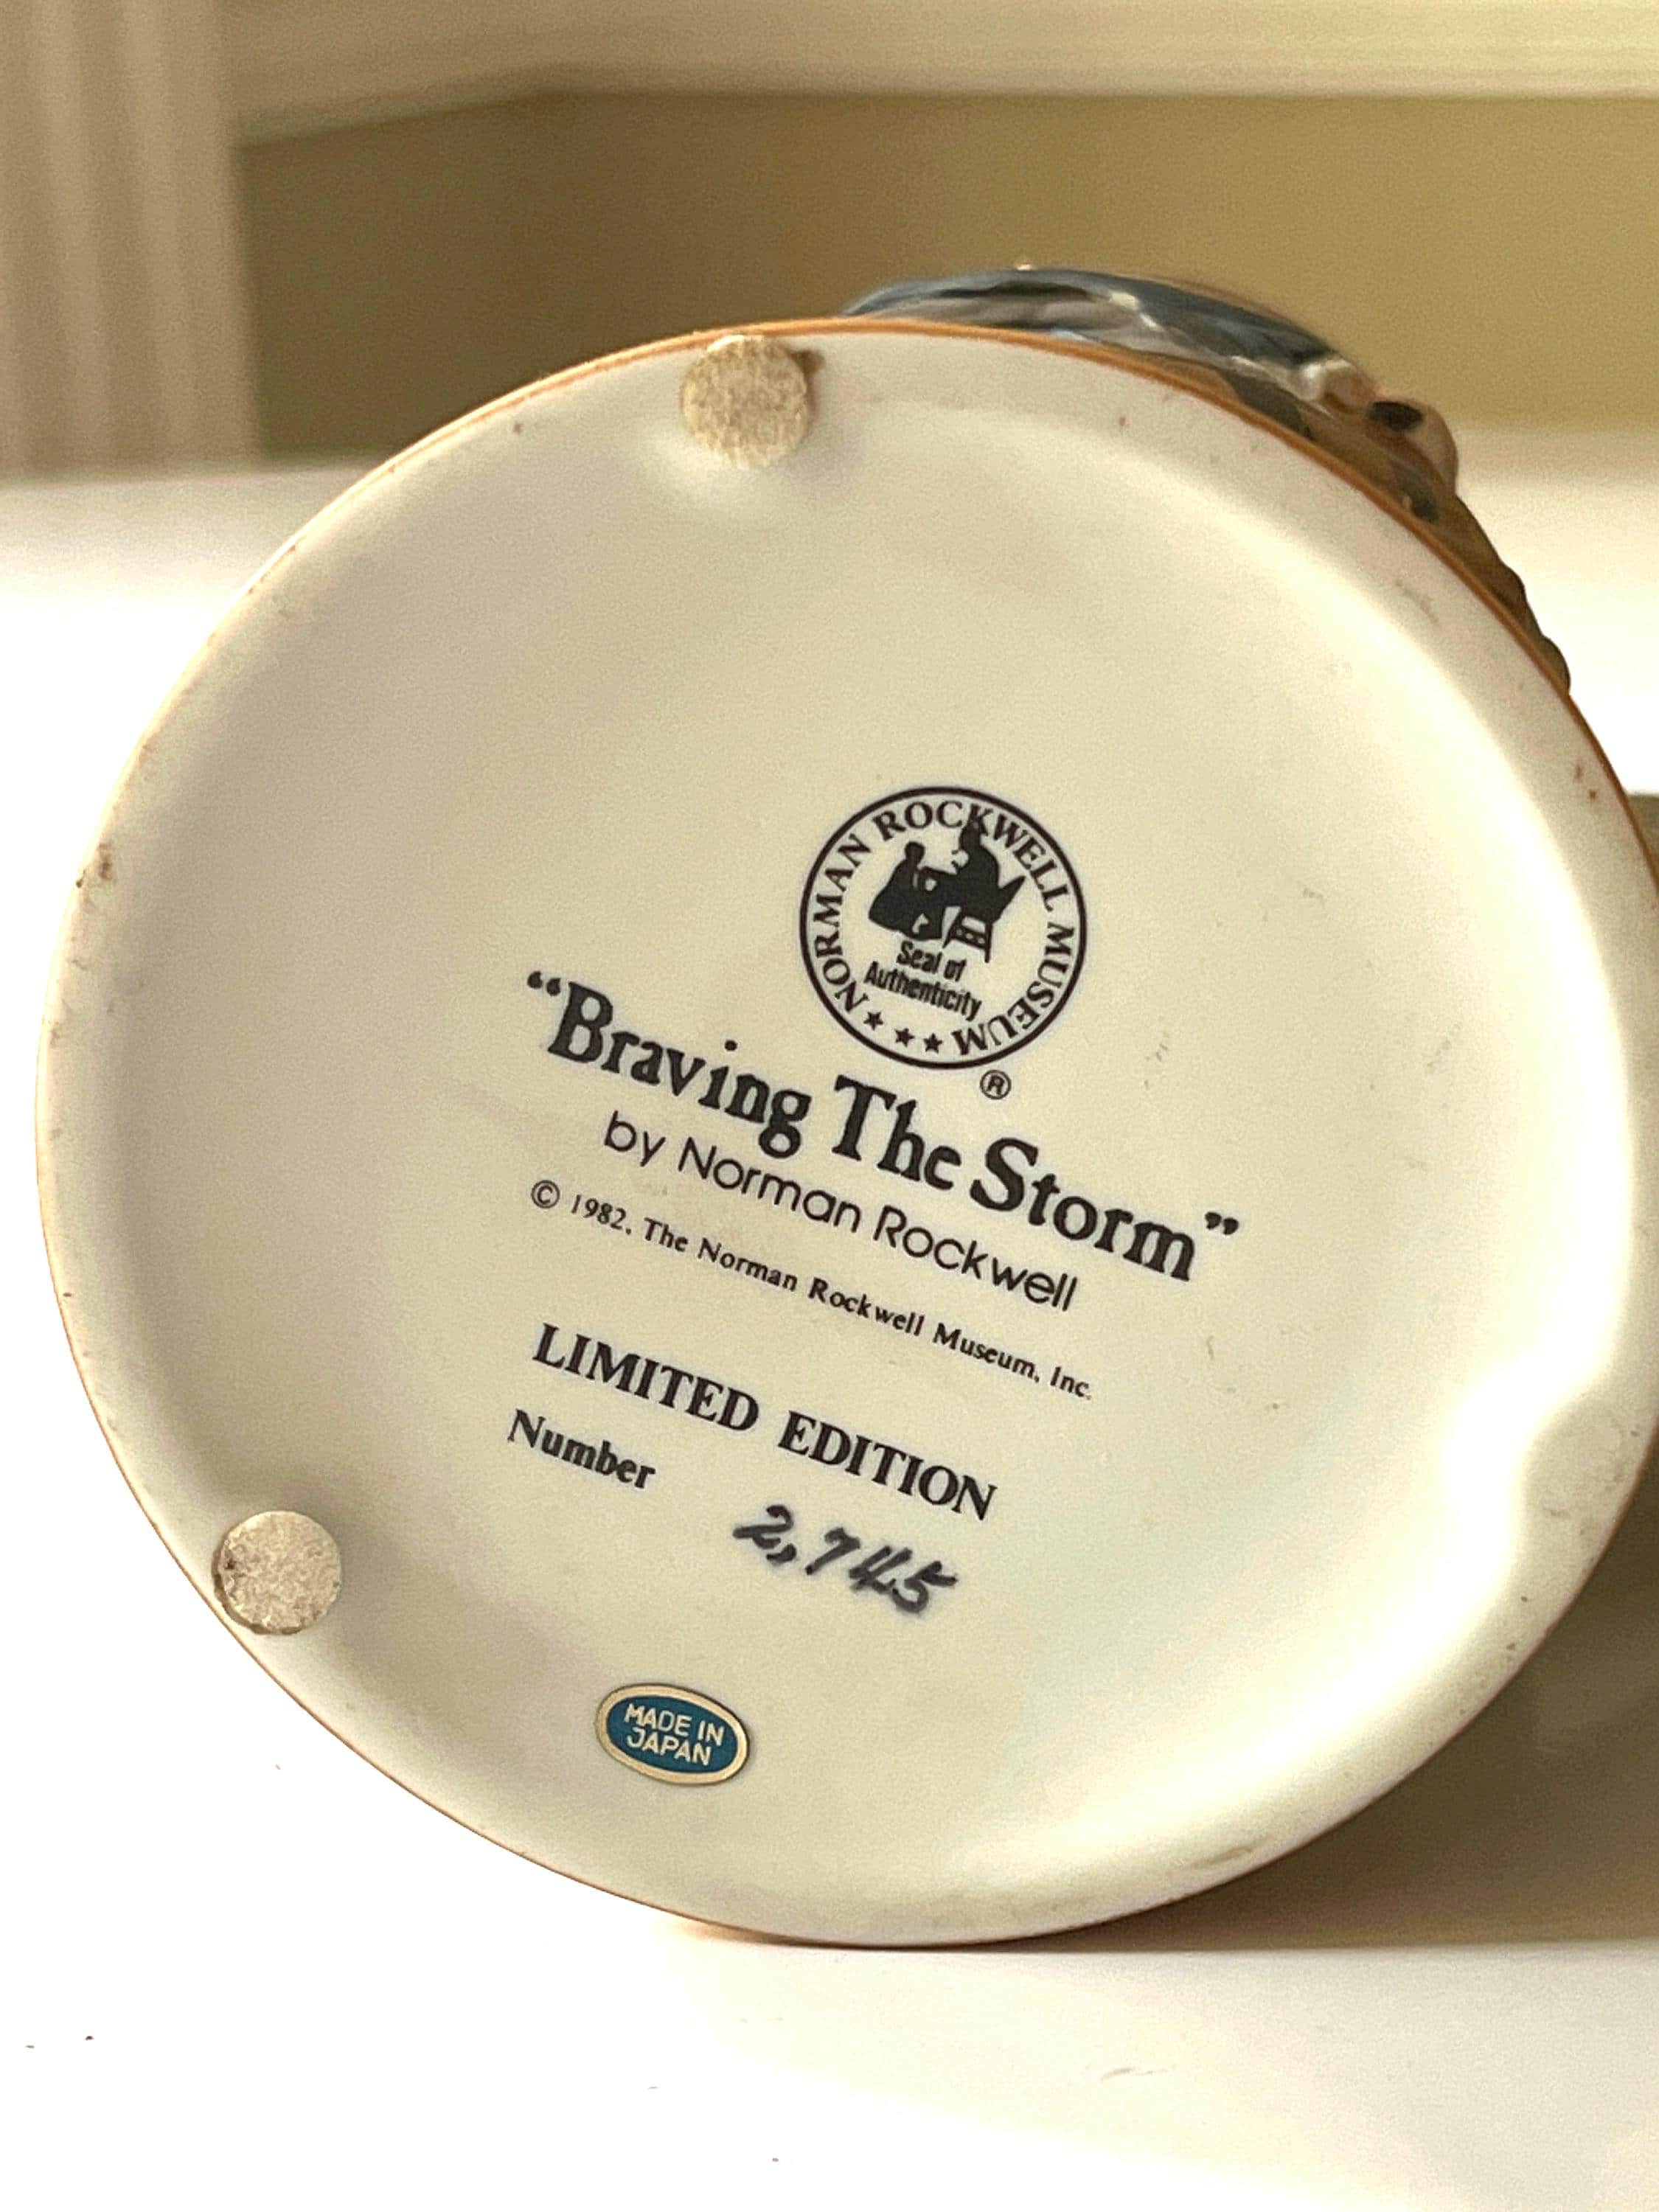 NORMAN ROCKWELL MUSEUM ★★★
Seal of
Authenticity
®
“Braving The Storm”
by Norman Rockwell
© 1982, The Norman Rockwell Museum, Inc.
LIMITED EDITION
Number
2,745
MADE IN
JAPAN